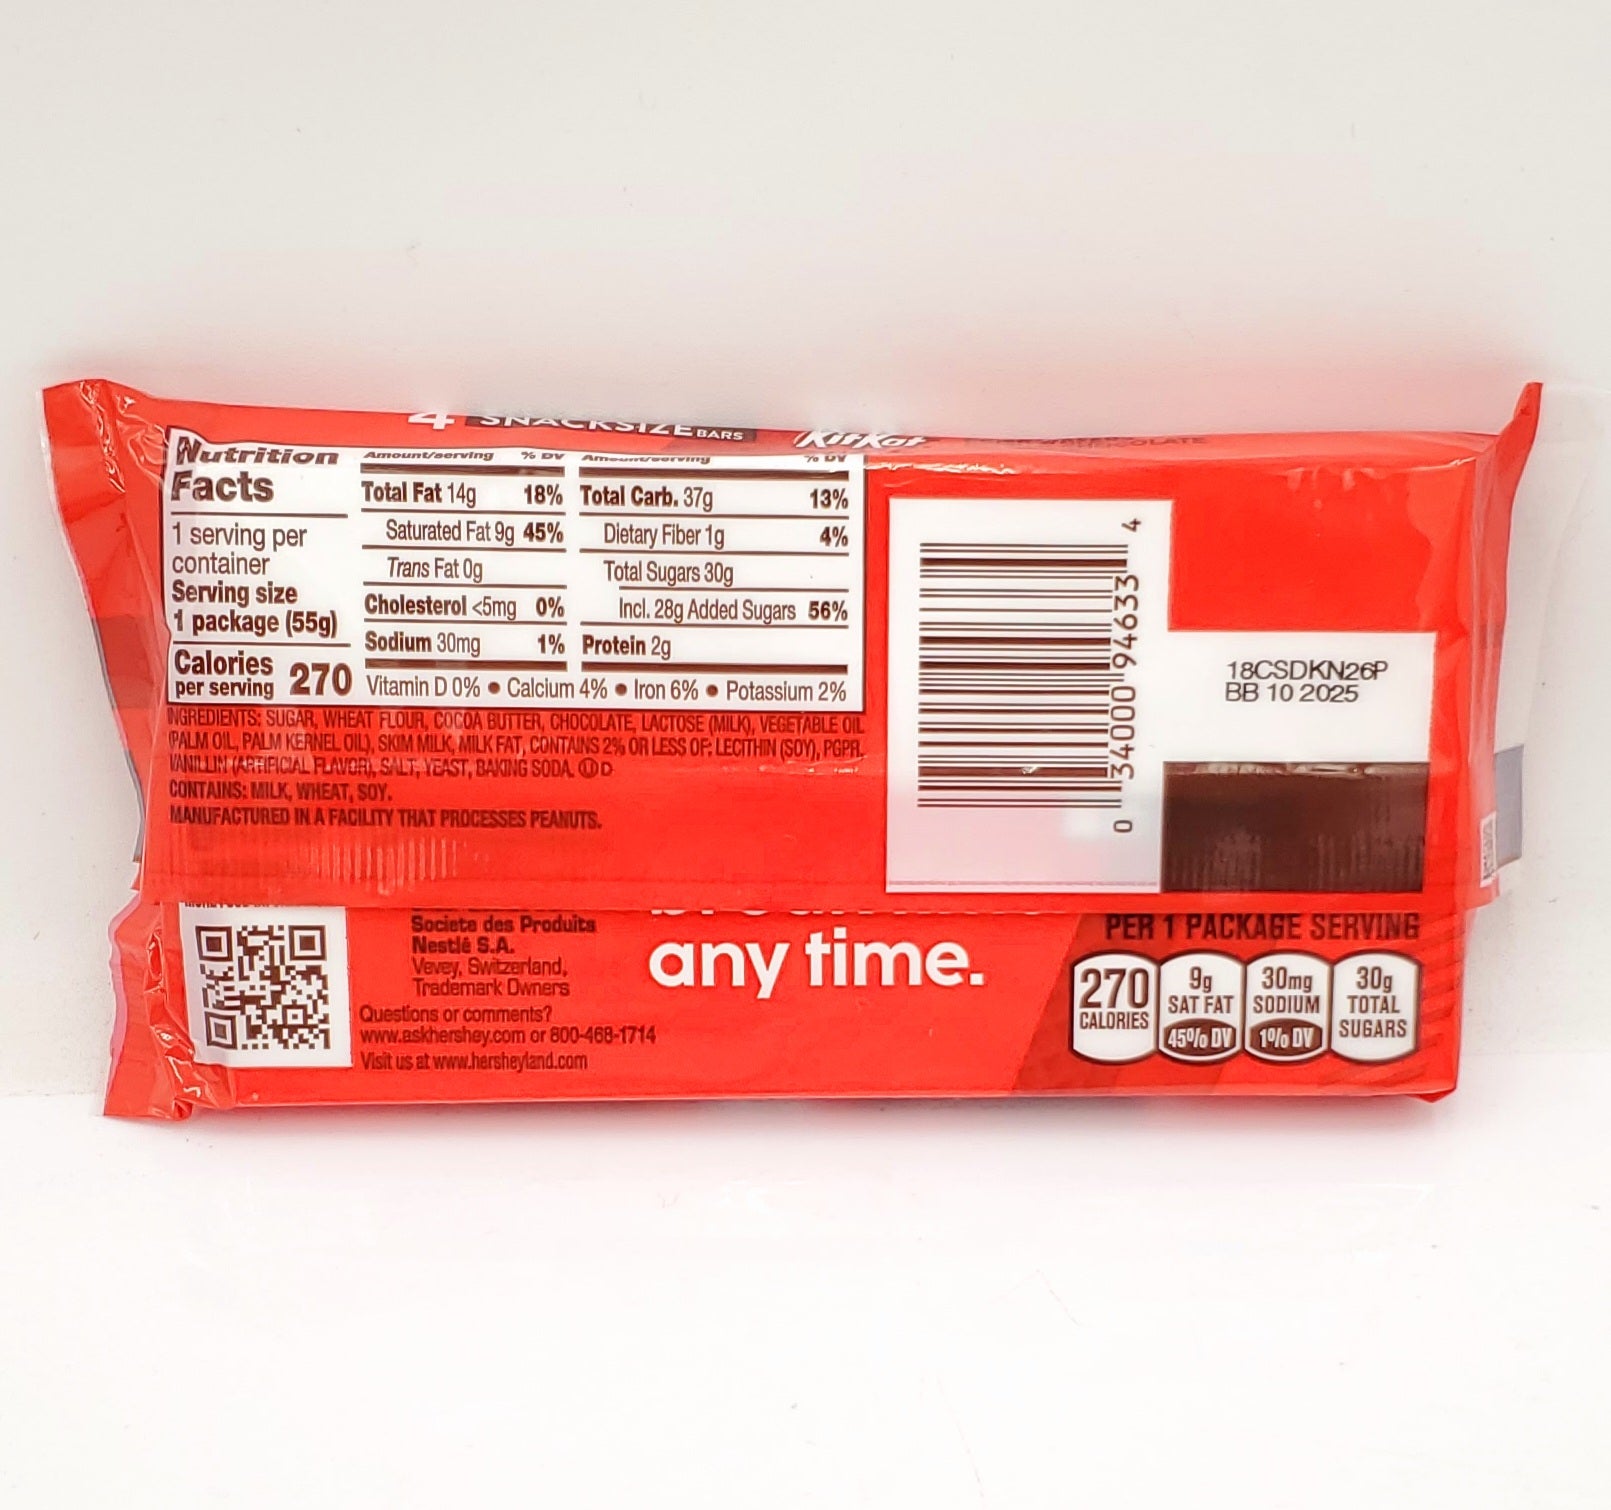 4 SNACK SIZE BARS KitKat
Nutrition
Facts
1 serving per
container
Serving size
1 package (55g)
Calories
per serving 270
Amount/serving % DV
Total Fat 14g 18%
Saturated Fat 9g 45%
Trans Fat 0g
Cholesterol <5mg 0%
Sodium 30mg 1%
Amount/serving % DV
Total Carb. 37g 13%
Dietary Fiber 1g 4%
Total Sugars 30g
Incl. 28g Added Sugars 56%
Protein 2g
Vitamin D 0% • Calcium 4% • Iron 6% • Potassium 2%
INGREDIENTS: SUGAR, WHEAT FLOUR, COCOA BUTTER, CHOCOLATE, LACTOSE (MILK), VEGETABLE OIL
(PALM OIL, PALM KERNEL OIL), SKIM MILK, MILK FAT, CONTAINS 2% OR LESS OF: LECITHIN (SOY), PGPR,
VANILLIN (ARTIFICIAL FLAVOR), SALT, YEAST, BAKING SODA. Ⓤ D
CONTAINS: MILK, WHEAT, SOY.
MANUFACTURED IN A FACILITY THAT PROCESSES PEANUTS.
0 34000 94633 4
18CSDKN26P
BB 10 2025
Societe des Produits
Nestlé S.A.
Vevey, Switzerland,
Trademark Owners
Questions or comments?
www.askhershey.com or 800-468-1714
Visit us at www.hersheyland.com
any time.
PER 1 PACKAGE SERVING
270
CALORIES
9g
SAT FAT
45% DV
30mg
SODIUM
1% DV
30g
TOTAL
SUGARS